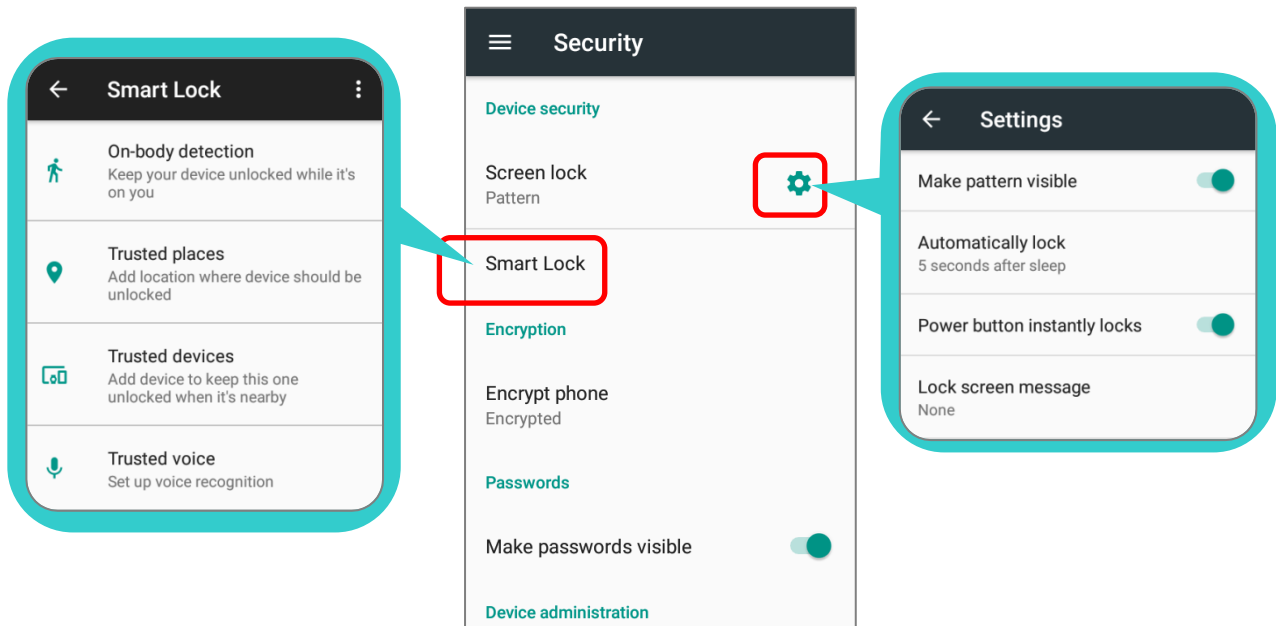 Smart Lock
On-body detection
Keep your device unlocked while it's
on you
Trusted places
Add location where device should be
unlocked
Trusted devices
Add device to keep this one
unlocked when it's nearby
Trusted voice
Set up voice recognition
Security
Device security
Screen lock
Pattern
Smart Lock
Encryption
Encrypt phone
Encrypted
Passwords
Make passwords visible
Device administration
Settings
Make pattern visible
Automatically lock
5 seconds after sleep
Power button instantly locks
Lock screen message
None